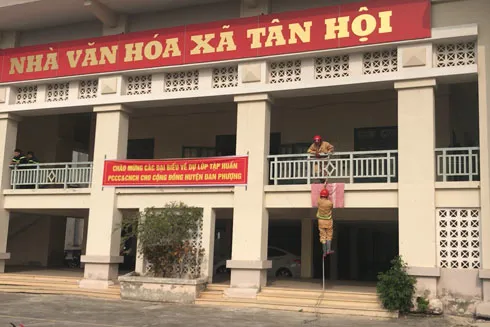 NHÀ VĂN HÓA XÃ TÂN HỘI
CHÀO MỪNG CÁC ĐẠI BIỂU VỀ DỰ LỚP TẬP HUẤN
PCCC&CNCH CHO CỘNG ĐỒNG HUYỆN ĐAN PHƯỢNG